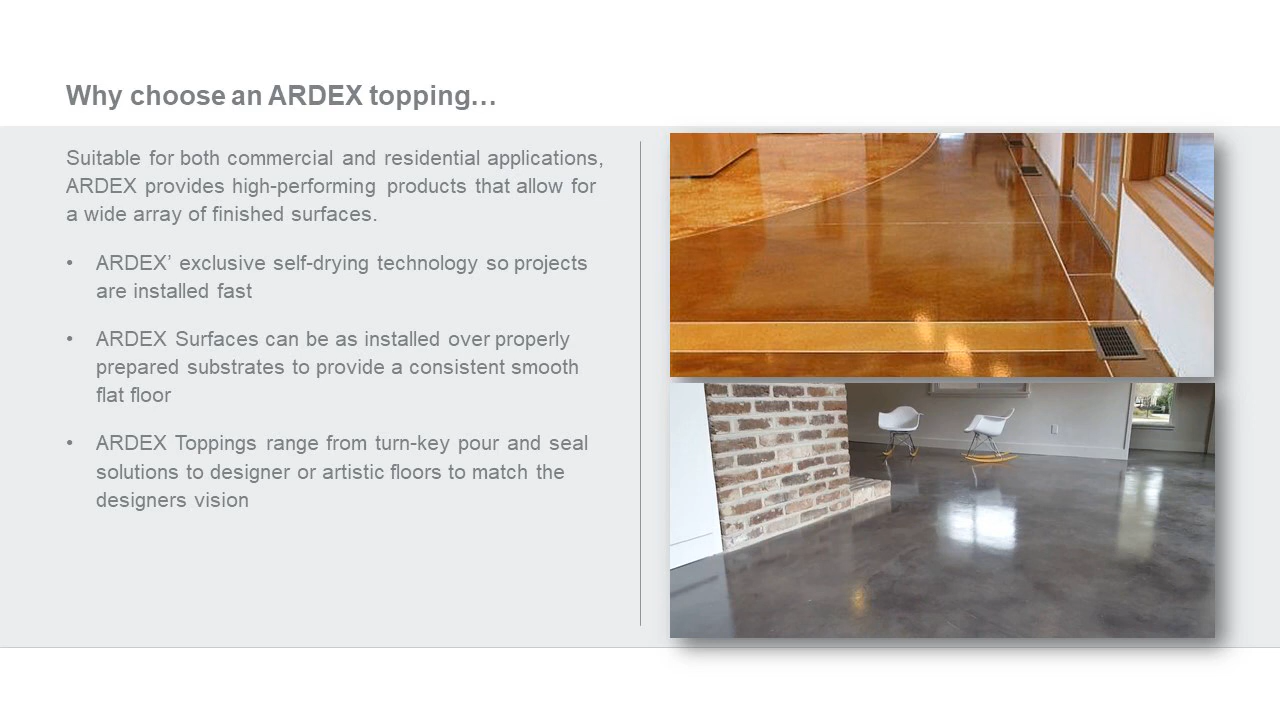 Why choose an ARDEX topping…
Suitable for both commercial and residential applications,
ARDEX provides high-performing products that allow for
a wide array of finished surfaces.
• ARDEX’ exclusive self-drying technology so projects
are installed fast
• ARDEX Surfaces can be as installed over properly
prepared substrates to provide a consistent smooth
flat floor
• ARDEX Toppings range from turn-key pour and seal
solutions to designer or artistic floors to match the
designers vision